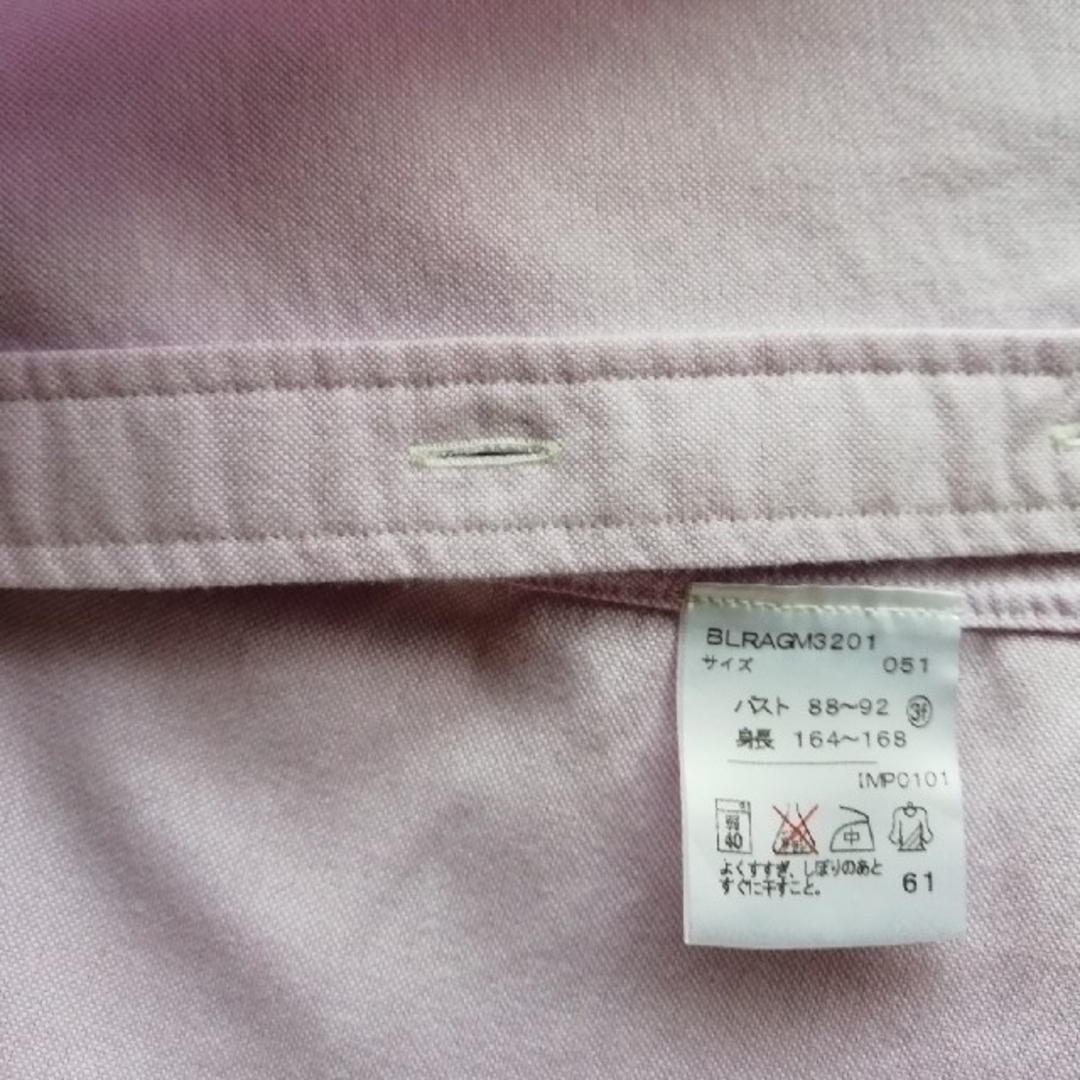 BLRAGM3201
サイズ 051
バスト 88~92 3f
身長 164~168
IMP0101
弱 40 中
よくすすぎ、しぼりのあと
すぐに干すこと。
61